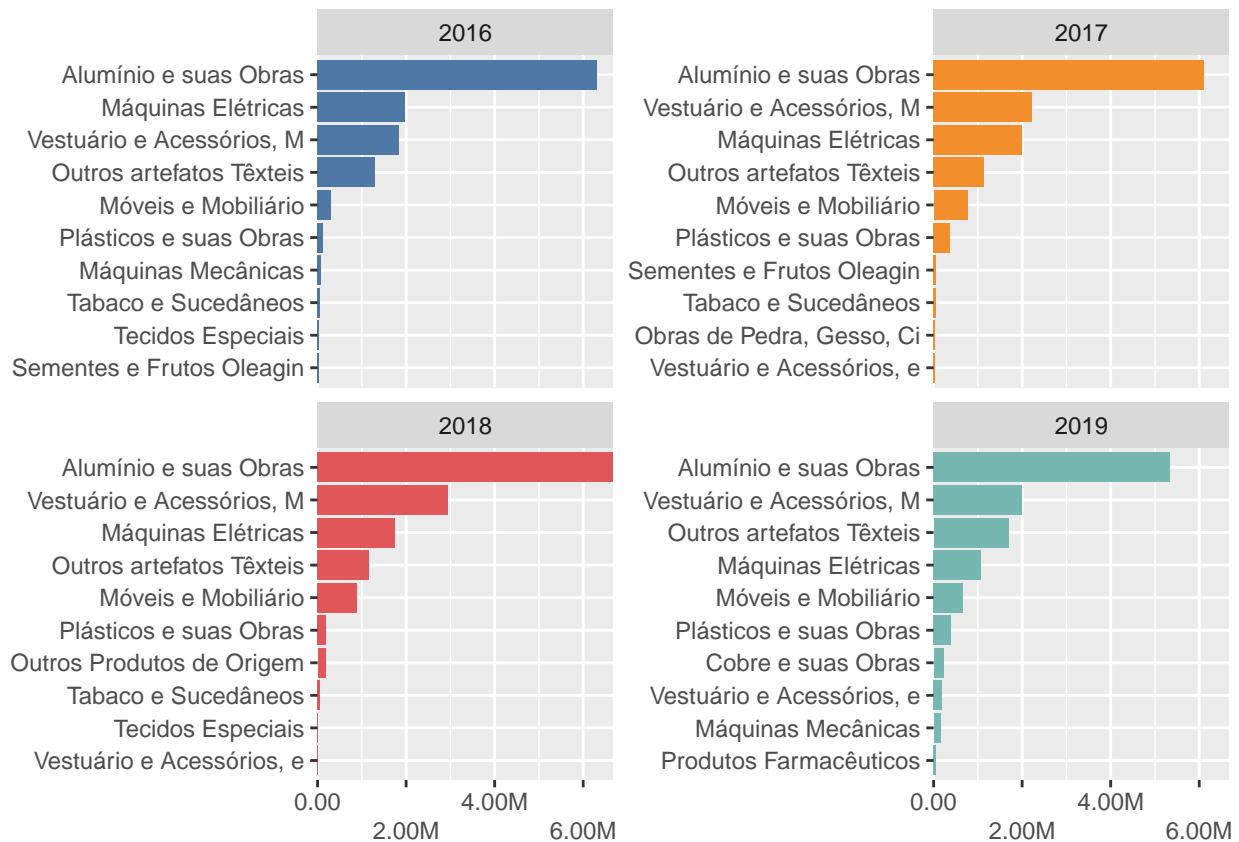 2016
Alumínio e suas Obras
Máquinas Elétricas
Vestuário e Acessórios, M
Outros artefatos Têxteis
Móveis e Mobiliário
Plásticos e suas Obras
Máquinas Mecânicas
Tabaco e Sucedâneos
Tecidos Especiais
Sementes e Frutos Oleagin
2017
Alumínio e suas Obras
Vestuário e Acessórios, M
Máquinas Elétricas
Outros artefatos Têxteis
Móveis e Mobiliário
Plásticos e suas Obras
Sementes e Frutos Oleagin
Tabaco e Sucedâneos
Obras de Pedra, Gesso, Ci
Vestuário e Acessórios, e
2018
Alumínio e suas Obras
Vestuário e Acessórios, M
Máquinas Elétricas
Outros artefatos Têxteis
Móveis e Mobiliário
Plásticos e suas Obras
Outros Produtos de Origem
Tabaco e Sucedâneos
Tecidos Especiais
Vestuário e Acessórios, e
0.00 4.00M
2.00M 6.00M
2019
Alumínio e suas Obras
Vestuário e Acessórios, M
Outros artefatos Têxteis
Máquinas Elétricas
Móveis e Mobiliário
Plásticos e suas Obras
Cobre e suas Obras
Vestuário e Acessórios, e
Máquinas Mecânicas
Produtos Farmacêuticos
0.00 4.00M
2.00M 6.00M